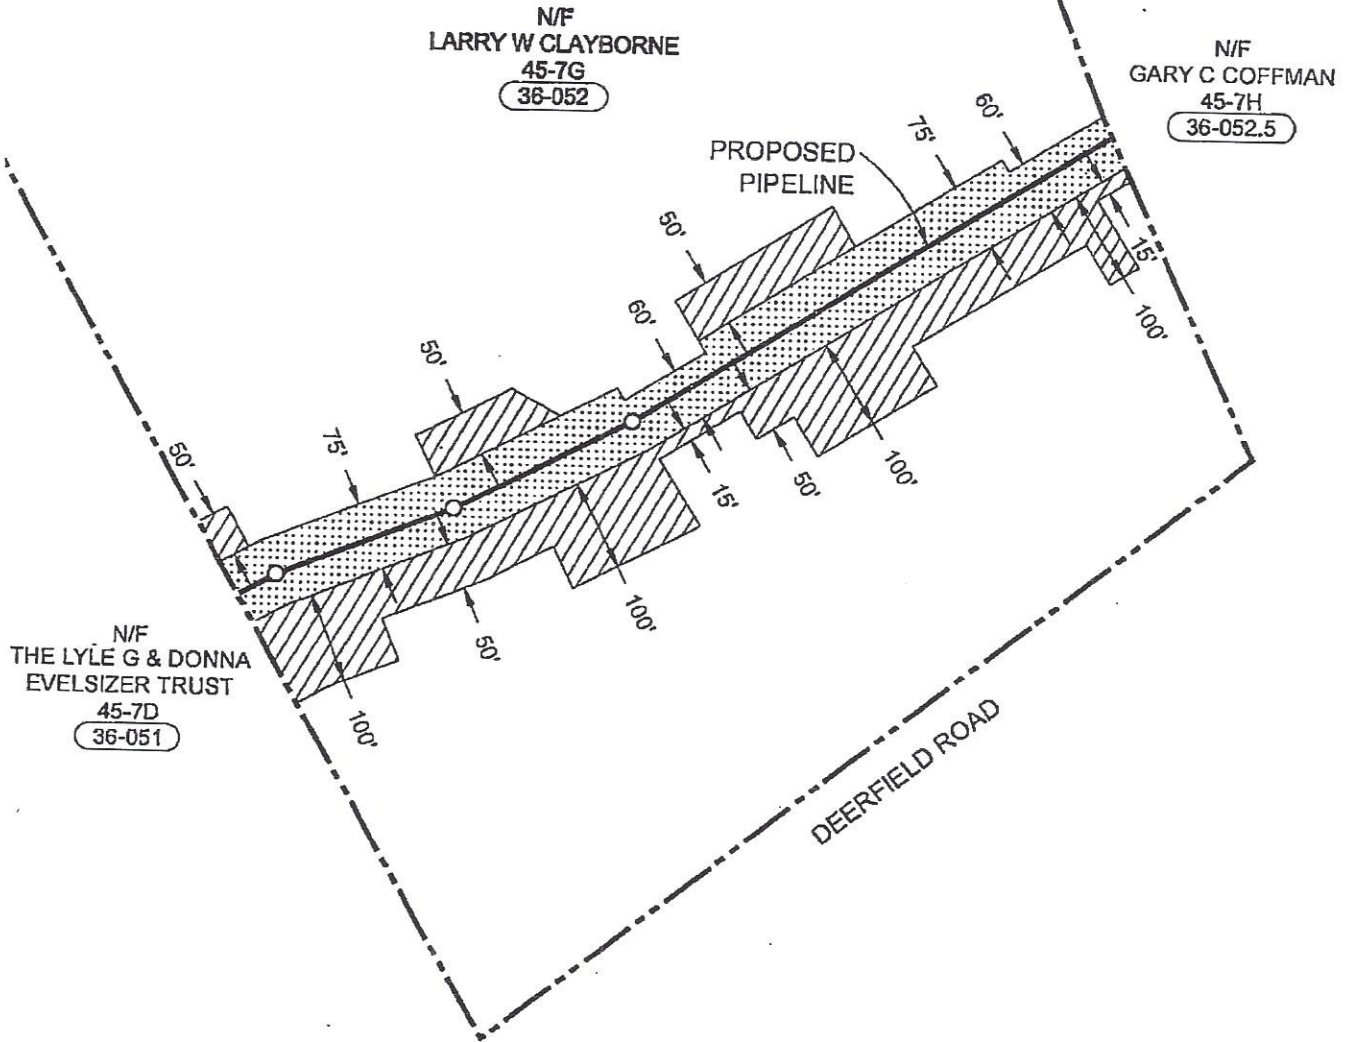 N/F
LARRY W CLAYBORNE
45-7G
36-052
N/F
GARY C COFFMAN
45-7H
36-052.5
PROPOSED
PIPELINE
60'
75'
50'
60'
50'
75'
50'
15'
100'
100'
50'
15'
100'
50'
100'
N/F
THE LYLE G & DONNA
EVELSIZER TRUST
45-7D
36-051
DEERFIELD ROAD